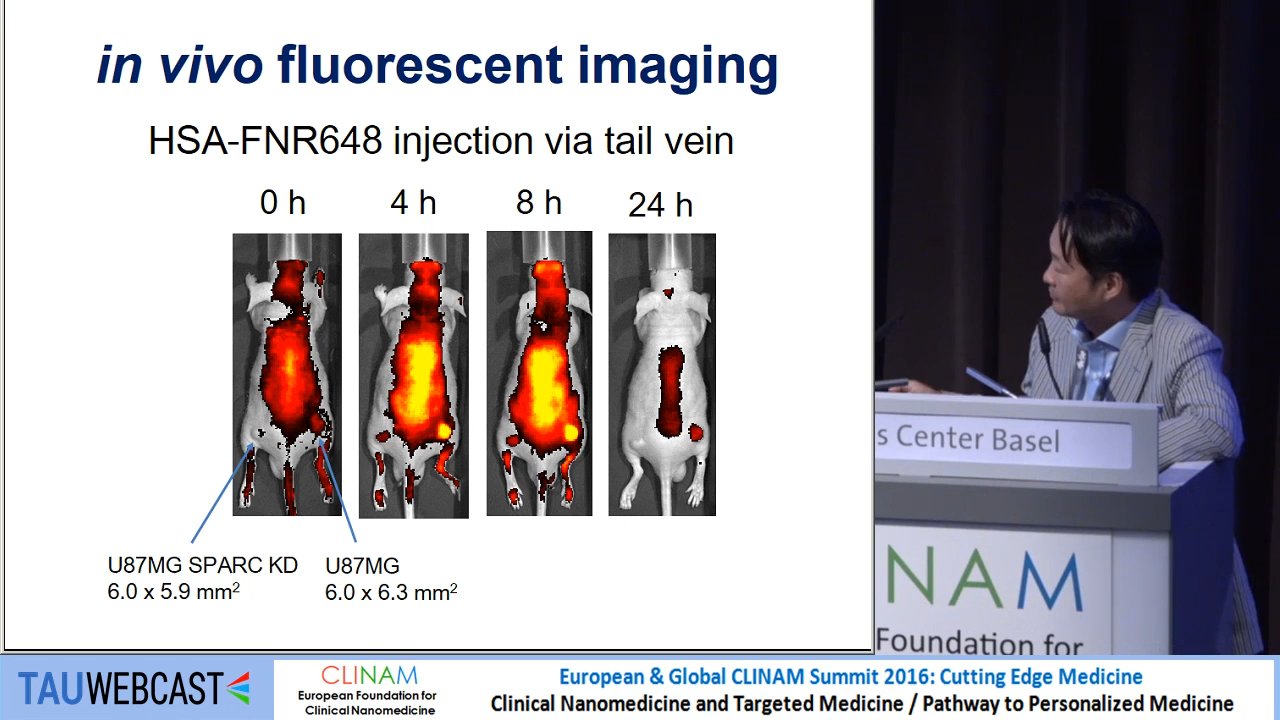 in vivo fluorescent imaging
HSA-FNR648 injection via tail vein
0 h
4 h
8 h
24 h
U87MG SPARC KD
6.0 x 5.9 mm²
U87MG
6.0 x 6.3 mm²
s Center Basel
NAM
Foundation for
TAUWEBCAST
CLINAM
European Foundation for
Clinical Nanomedicine
European & Global CLINAM Summit 2016: Cutting Edge Medicine
Clinical Nanomedicine and Targeted Medicine / Pathway to Personalized Medicine